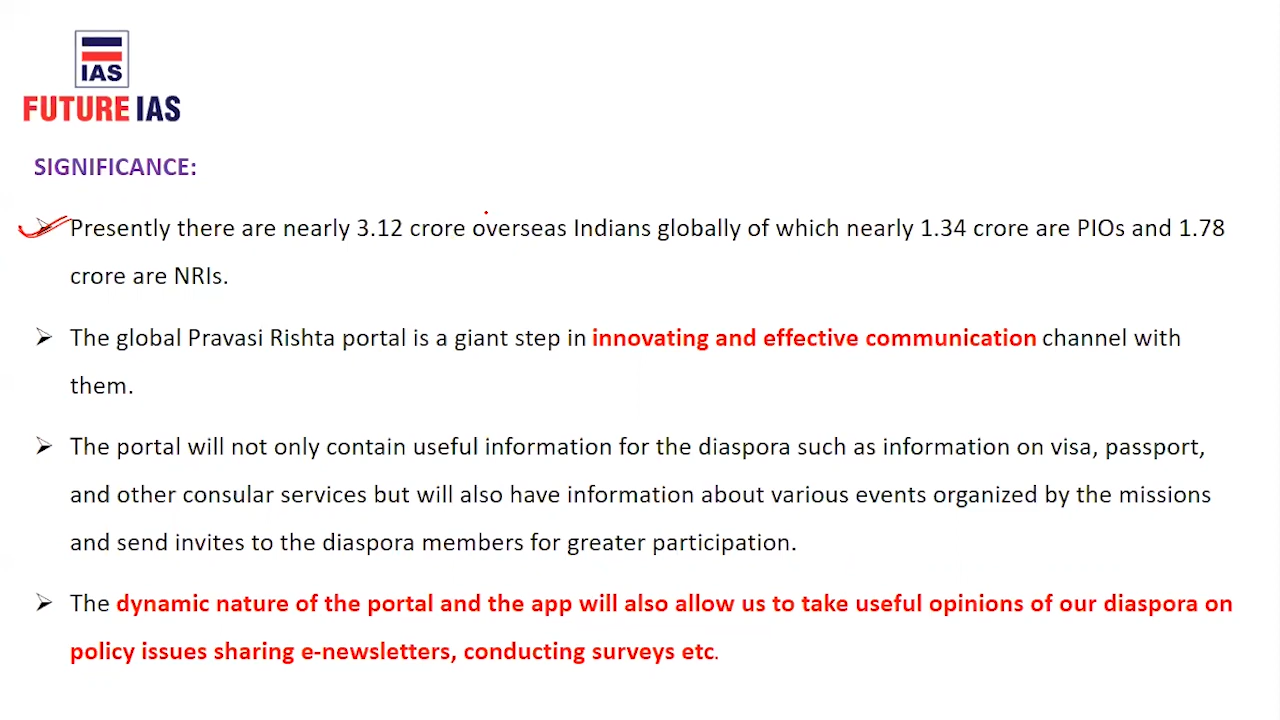 IAS
FUTURE IAS
SIGNIFICANCE:
Presently there are nearly 3.12 crore overseas Indians globally of which nearly 1.34 crore are PIOs and 1.78
crore are NRIs.
The global Pravasi Rishta portal is a giant step in innovating and effective communication channel with
them.
The portal will not only contain useful information for the diaspora such as information on visa, passport,
and other consular services but will also have information about various events organized by the missions
and send invites to the diaspora members for greater participation.
The dynamic nature of the portal and the app will also allow us to take useful opinions of our diaspora on
policy issues sharing e-newsletters, conducting surveys etc.